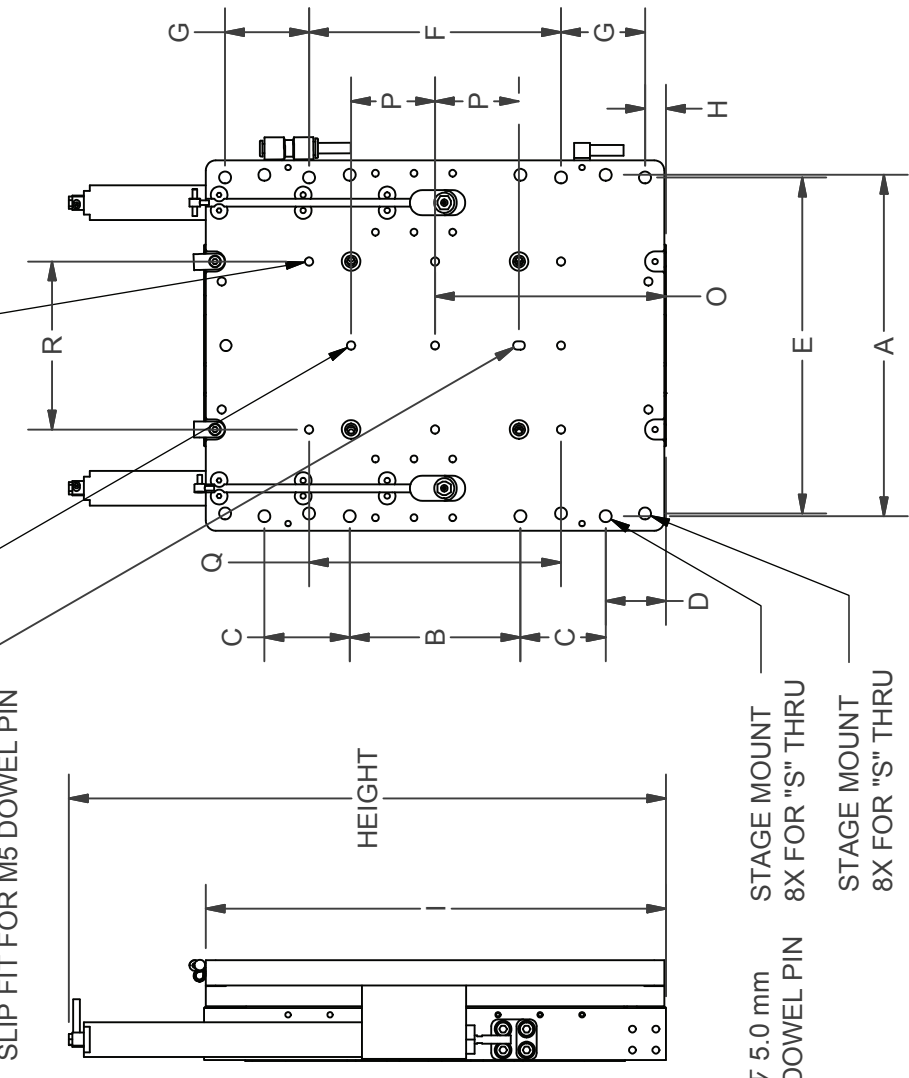 SLIP FIT FOR M5 DOWEL PIN
HEIGHT
I
STAGE MOUNT
8X FOR "S" THRU
STAGE MOUNT
8X FOR "S" THRU
5.0 mm
DOWEL PIN
G
F
G
P
P
H
R
O
E
A
Q
C
B
C
D